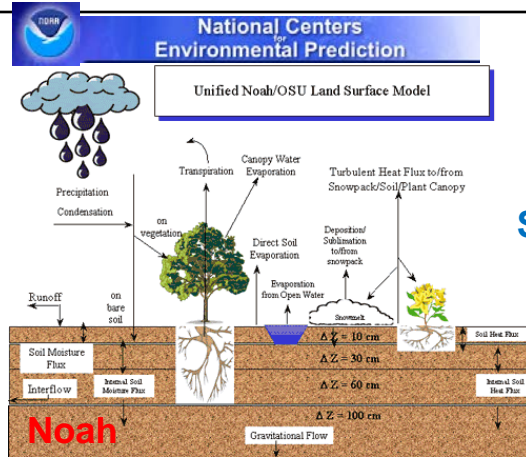 NOAA
National Centers
for
Environmental Prediction
Unified Noah/OSU Land Surface Model
Precipitation
Condensation
on
vegetation
on
bare
soil
Transpiration
Canopy Water
Evaporation
Turbulent Heat Flux to/from
Snowpack/Soil/Plant Canopy
Direct Soil
Evaporation
Evaporation
from Open Water
Deposition/
Sublimation
to/from
snowpack
Snowmelt
S
Runoff
Soil Moisture
Flux
Interflow
Internal Soil
Moisture Flux
Δ Z = 10 cm
Δ Z = 30 cm
Δ Z = 60 cm
Δ Z = 100 cm
Soil Heat Flux
Internal Soil
Heat Flux
Noah
Gravitational Flow